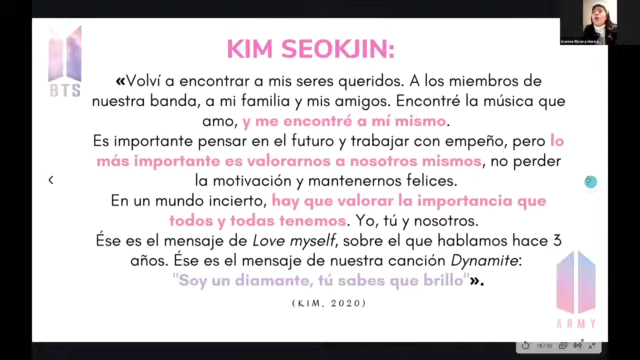 KIM SEOKJIN:
«Volví a encontrar a mis seres queridos. A los miembros de
nuestra banda, a mi familia y mis amigos. Encontré la música que
amo, y me encontré a mí mismo.
Es importante pensar en el futuro y trabajar con empeño, pero lo
más importante es valorarnos a nosotros mismos, no perder
la motivación y mantenernos felices.
En un mundo incierto, hay que valorar la importancia que
todos y todas tenemos. Yo, tú y nosotros.
Ése es el mensaje de Love myself, sobre el que hablamos hace 3
años. Ése es el mensaje de nuestra canción Dynamite:
"Soy un diamante, tú sabes que brillo"».
(KIM, 2020)
BTS
ARMY